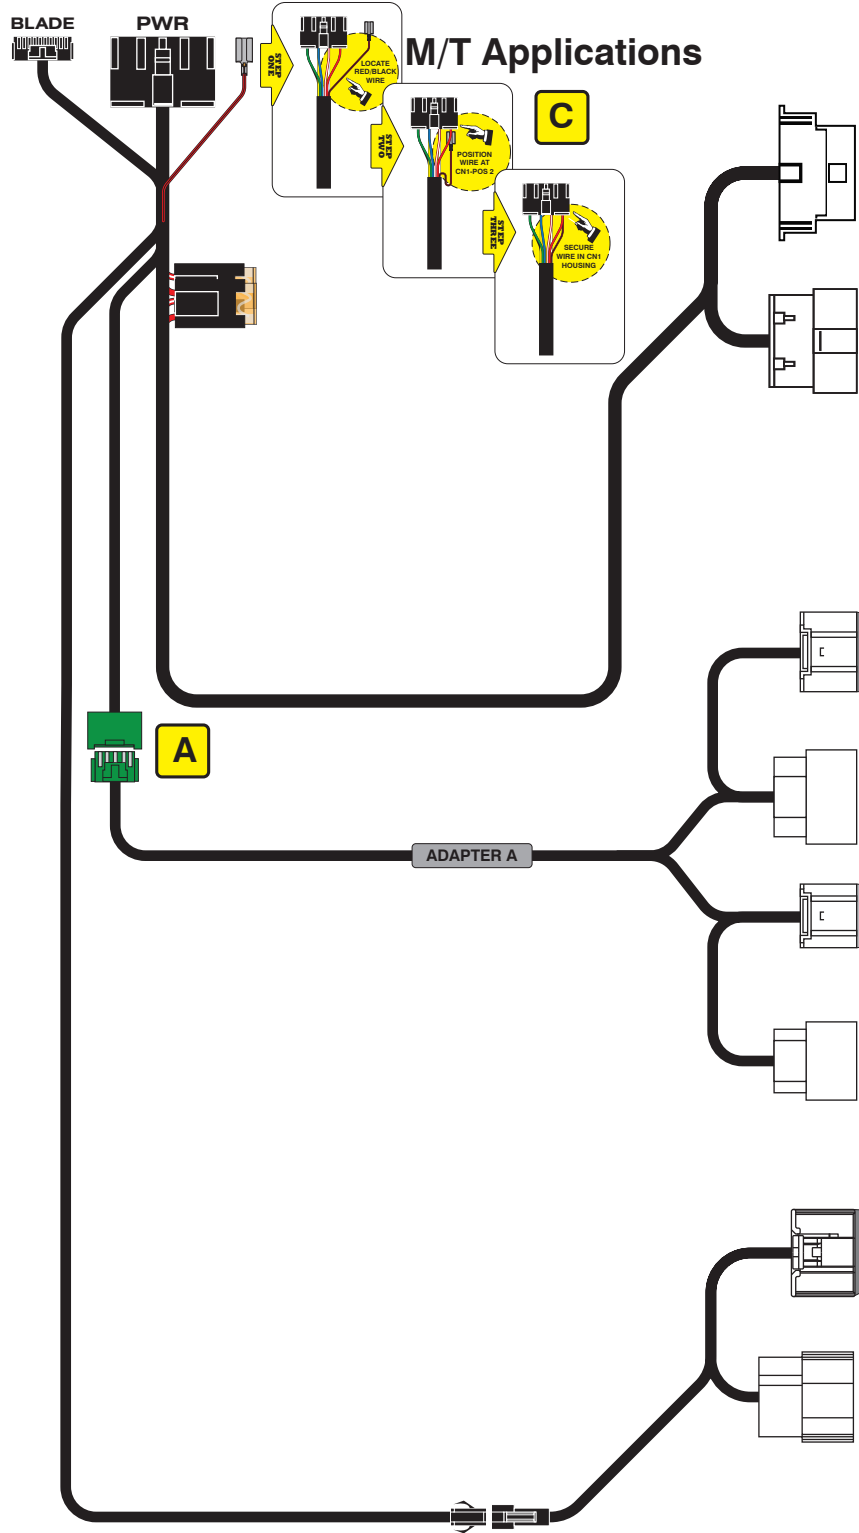 BLADE
PWR
M/T Applications
STEP
ONE
LOCATE
RED/BLACK
WIRE
STEP
TWO
POSITION
WIRE AT
CN1-POS 2
C
STEP
THREE
SECURE
WIRE IN CN1
HOUSING
A
ADAPTER A